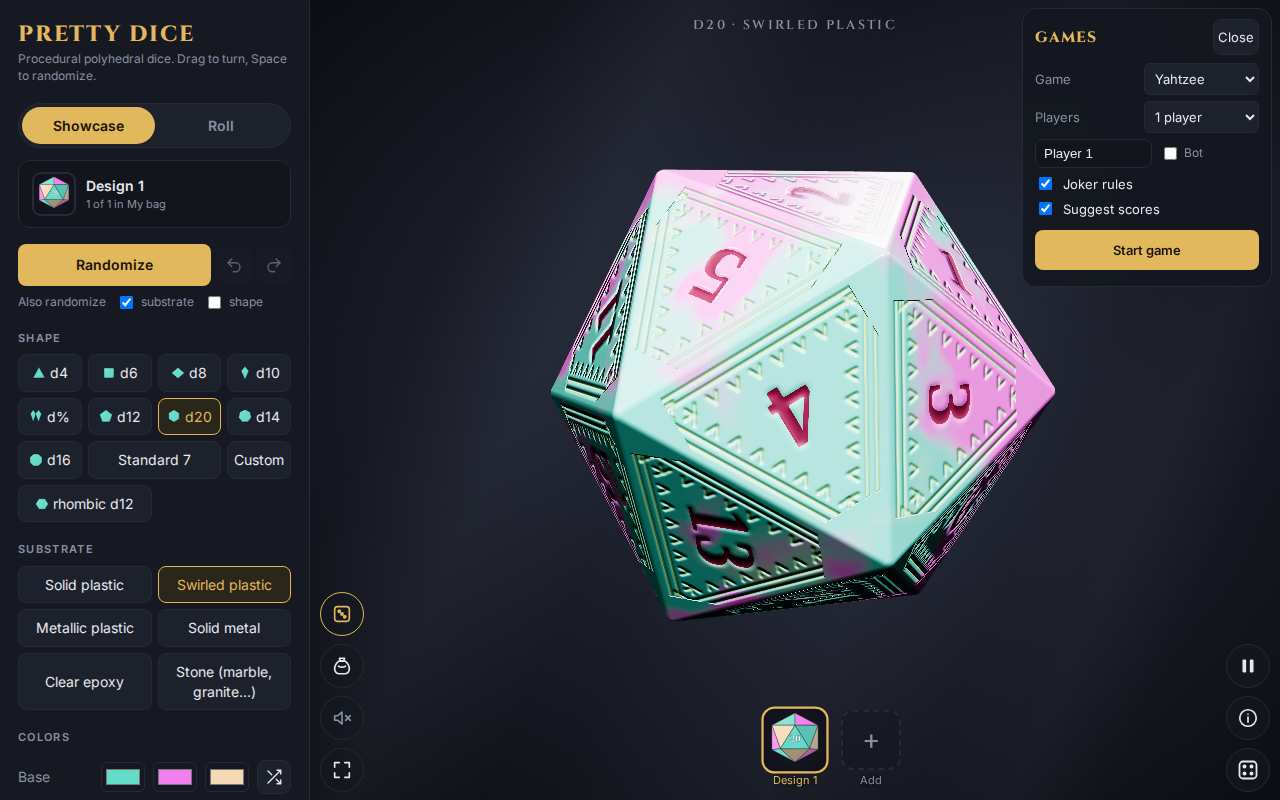 PRETTY DICE
Procedural polyhedral dice. Drag to turn, Space
to randomize.
Showcase
Roll
Design 1
1 of 1 in My bag
Randomize
Also randomize
substrate
shape
SHAPE
d4
d6
d8
d10
d%
d12
d20
d14
d16
Standard 7
Custom
rhombic d12
SUBSTRATE
Solid plastic
Swirled plastic
Metallic plastic
Solid metal
Clear epoxy
Stone (marble,
granite...)
COLORS
Base
D20 · SWIRLED PLASTIC
2
5
1
4
3
13
Design 1
+
Add
GAMES
Close
Game
Yahtzee
Players
1 player
Player 1
Bot
Joker rules
Suggest scores
Start game